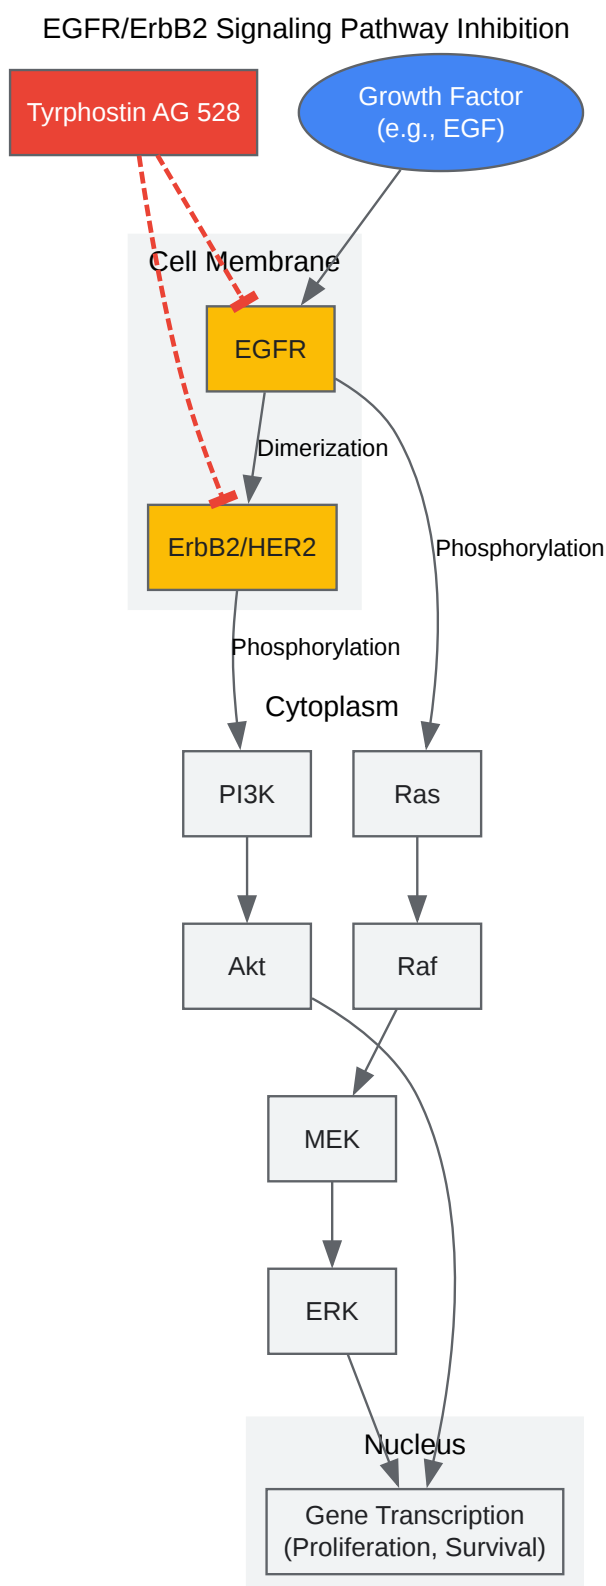 EGFR/ErbB2 Signaling Pathway Inhibition
Tyrphostin AG 528
Growth Factor
(e.g., EGF)
Cell Membrane
EGFR
Dimerization
ErbB2/HER2
Phosphorylation
Phosphorylation
Cytoplasm
PI3K
Ras
Akt
Raf
MEK
ERK
Nucleus
Gene Transcription
(Proliferation, Survival)